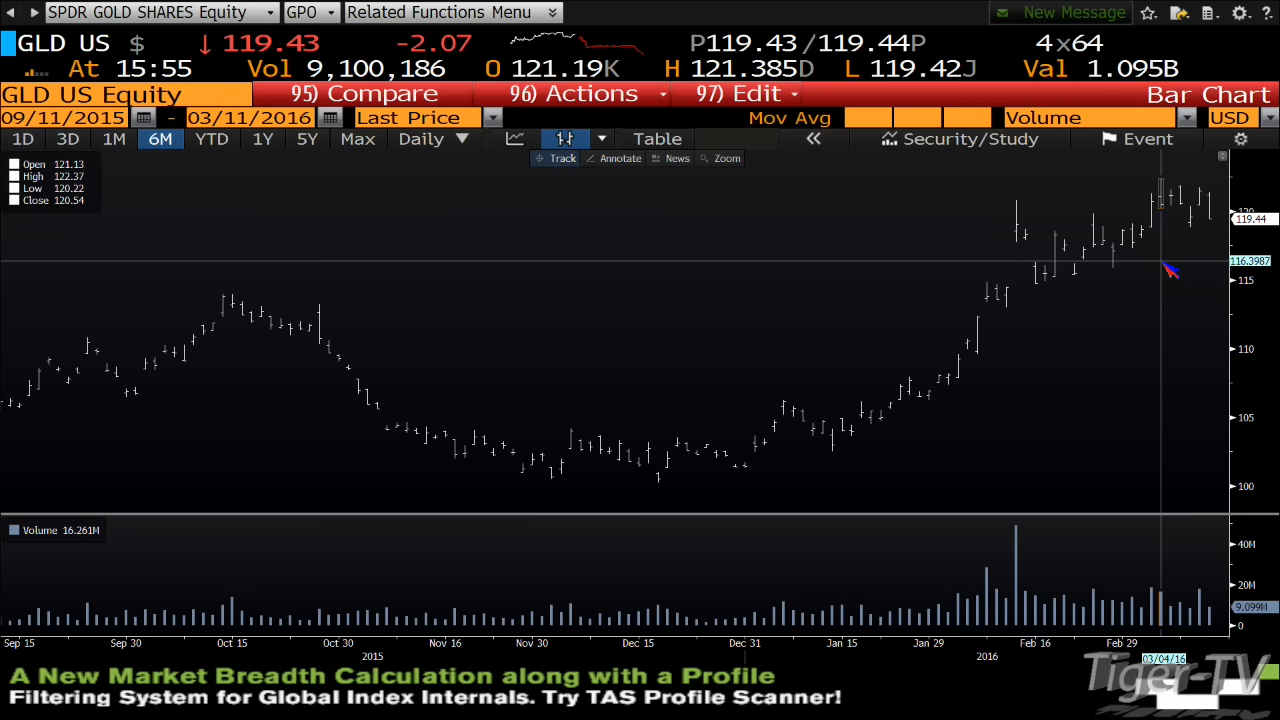 SPDR GOLD SHARES Equity GPO Related Functions Menu New Message
GLD US $ ↓ 119.43 -2.07 P119.43 /119.44P 4x64
At 15:55 Vol 9,100,186 O 121.19K H 121.385D L 119.42J Val 1.095B
GLD US Equity 95) Compare 96) Actions 97) Edit Bar Chart
09/11/2015 - 03/11/2016 Last Price Mov Avg Volume USD
1D 3D 1M 6M YTD 1Y 5Y Max Daily Table Security/Study Event
Track Annotate News Zoom
Open 121.13
High 122.37
Low 120.22
Close 120.54
120
119.44
116.3987
115
110
105
100
Volume 16.261M
40M
20M
9.099M
0
Sep 15 Sep 30 Oct 15 Oct 30 Nov 16 Nov 30 Dec 15 Dec 31 Jan 15 Jan 29 Feb 16 Feb 29
2015 2016 03/04/16
A New Market Breadth Calculation along with a Profile
Filtering System for Global Index Internals. Try TAS Profile Scanner!
Tiger-TV